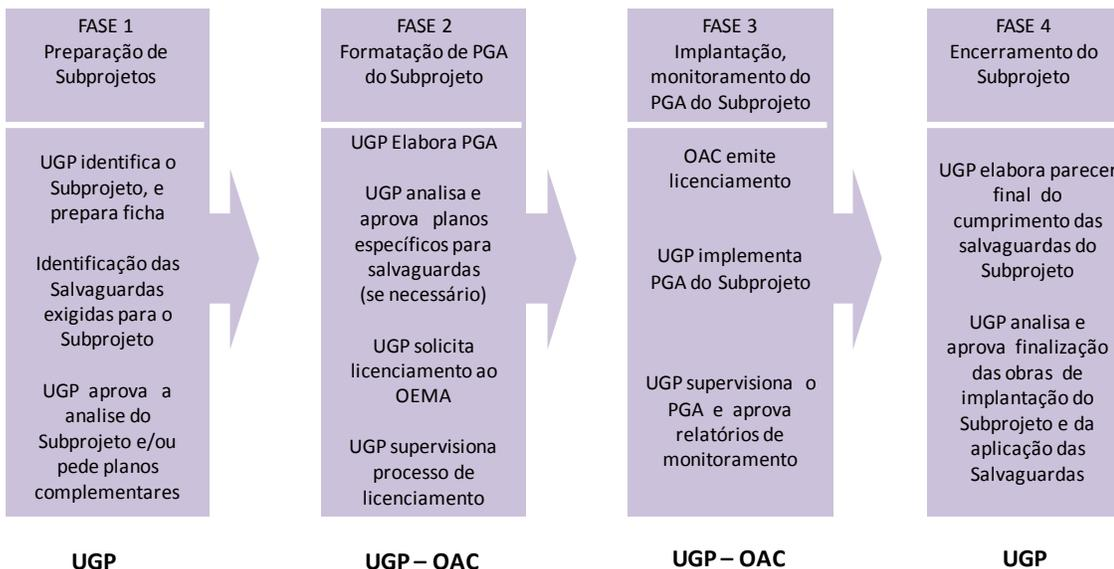 FASE 1
Preparação de
Subprojetos
UGP identifica o
Subprojeto, e
prepara ficha
Identificação das
Salvaguardas
exigidas para o
Subprojeto
UGP aprova a
analise do
Subprojeto e/ou
pede planos
complementares
UGP
FASE 2
Formatação de PGA
do Subprojeto
UGP Elabora PGA
UGP analisa e
aprova planos
específicos para
salvaguardas
(se necessário)
UGP solicita
licenciamento ao
OEMA
UGP supervisiona
processo de
licenciamento
UGP – OAC
FASE 3
Implantação,
monitoramento do
PGA do Subprojeto
OAC emite
licenciamento
UGP implementa
PGA do Subprojeto
UGP supervisiona o
PGA e aprova
relatórios de
monitoramento
UGP – OAC
FASE 4
Encerramento do
Subprojeto
UGP elabora parecer
final do
cumprimento das
salvaguardas do
Subprojeto
UGP analisa e
aprova finalização
das obras de
implantação do
Subprojeto e da
aplicação das
Salvaguardas
UGP